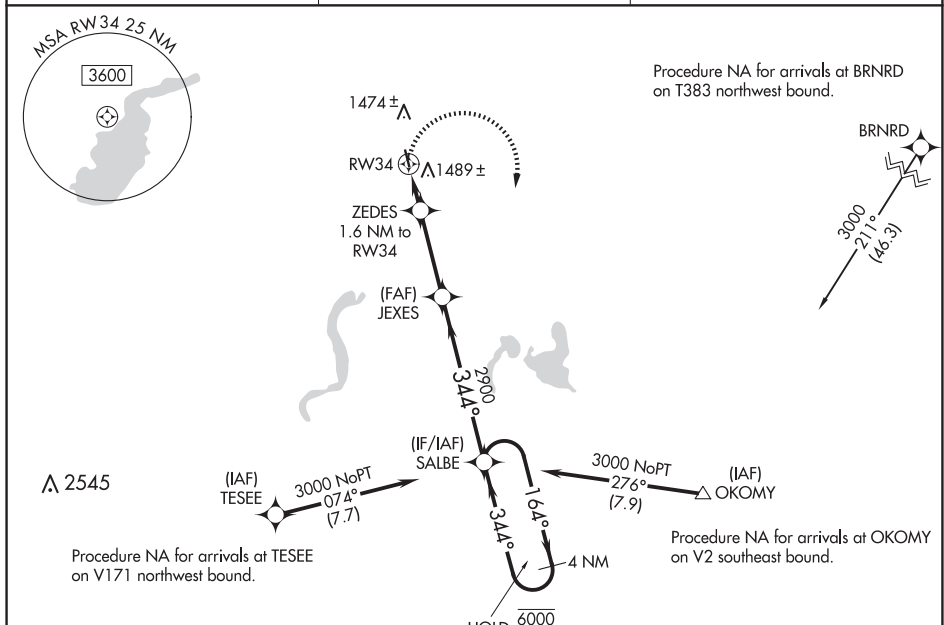 MSA RW34 25 NM
3600
Procedure NA for arrivals at BRNRD
on T383 northwest bound.
1474 ±
BRNRD
RW34
1489 ±
ZEDES
1.6 NM to
RW34
3000
211°
(46.3)
(FAF)
JEXES
2900
344°
(IF/IAF)
SALBE
2545
(IAF)
TESEE
3000 NoPT
074°
(7.7)
3000 NoPT
276°
(7.9)
(IAF)
OKOMY
344°
164°
Procedure NA for arrivals at TESEE
on V171 northwest bound.
Procedure NA for arrivals at OKOMY
on V2 southeast bound.
4 NM
HOLD
6000